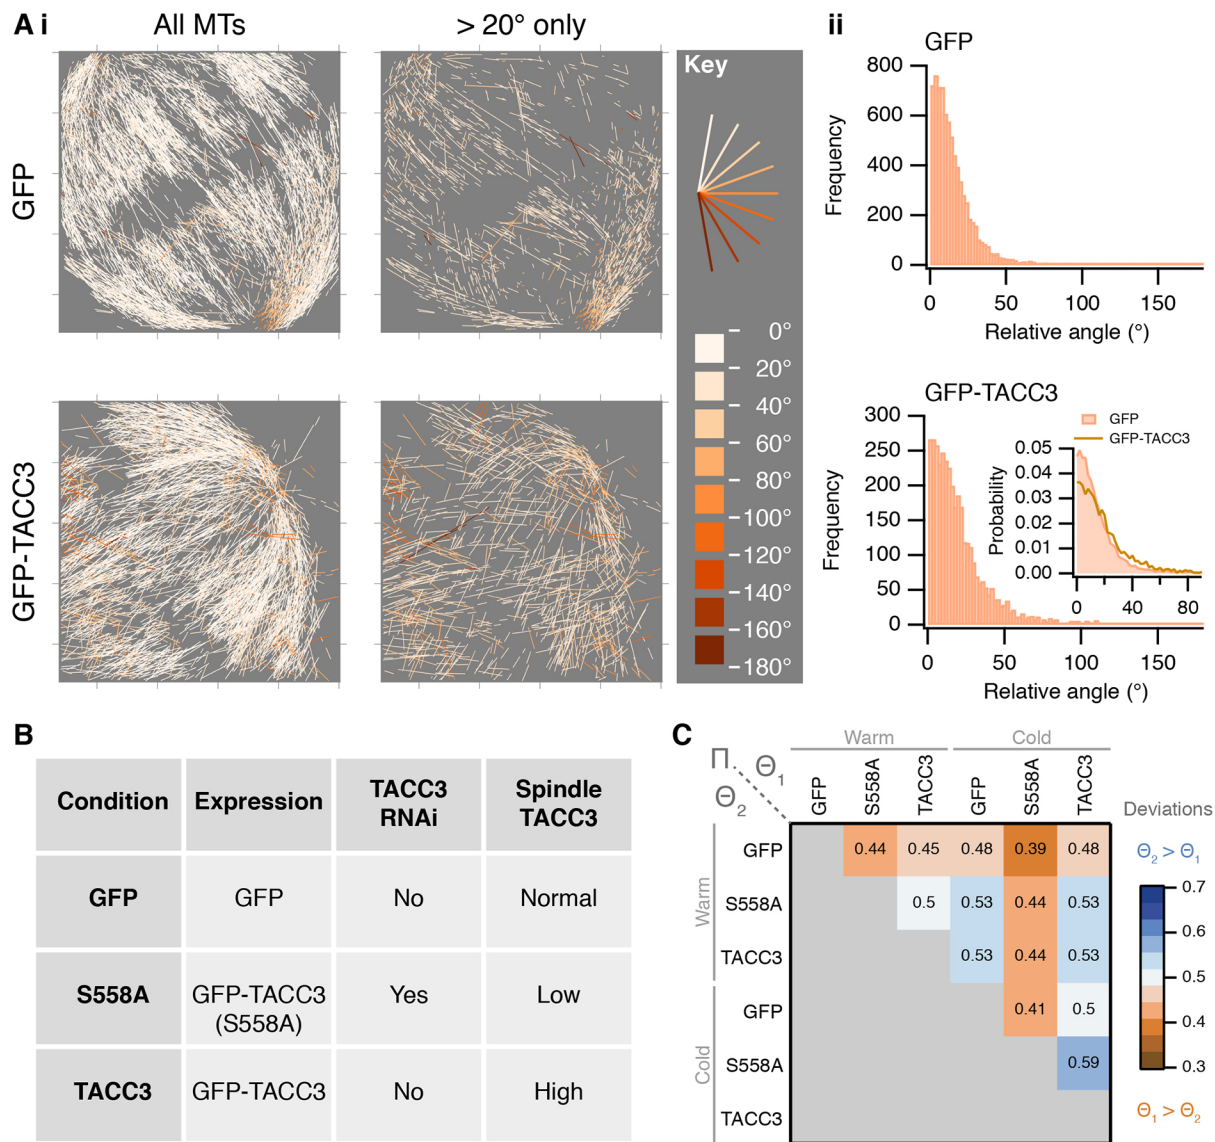 A i
All MTs
> 20° only
ii
GFP
GFP-TACC3
Key
0°
20°
40°
60°
80°
100°
120°
140°
160°
180°
GFP
800
600
400
200
0
Frequency
0 50 100 150
Relative angle (°)
GFP-TACC3
300
250
200
150
100
50
0
Frequency
0 50 100 150
Relative angle (°)
GFP
GFP-TACC3
0.05
0.04
0.03
0.02
0.01
0.00
Probability
0 40 80
B
Condition Expression TACC3 RNAi Spindle TACC3
GFP GFP No Normal
S558A GFP-TACC3 (S558A) Yes Low
TACC3 GFP-TACC3 No High
C
Warm Cold
Π Θ1
Θ2
GFP S558A TACC3 GFP S558A TACC3
Warm
Cold
GFP 0.44 0.45 0.48 0.39 0.48
S558A 0.5 0.53 0.44 0.53
TACC3 0.53 0.44 0.53
GFP 0.41 0.5
S558A 0.59
TACC3
Deviations
Θ2 > Θ1
0.7
0.6
0.5
0.4
0.3
Θ1 > Θ2